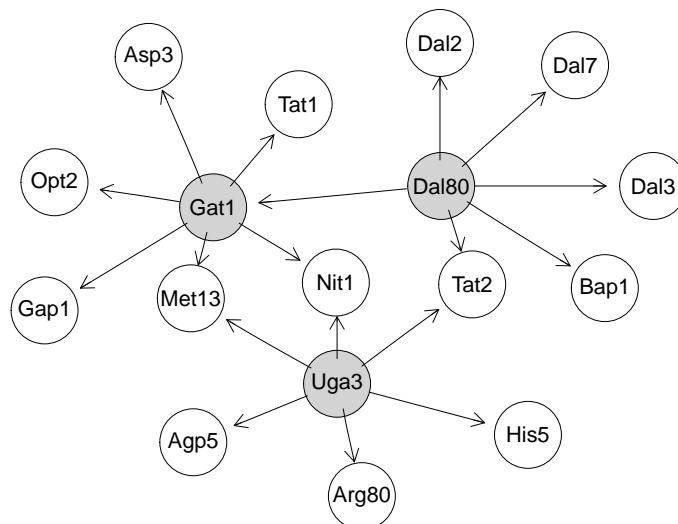 Dal2
Asp3
Dal7
Tat1
Opt2
Dal80
Dal3
Gat1
Nit1
Tat2
Bap1
Met13
Gap1
Uga3
His5
Agp5
Arg80